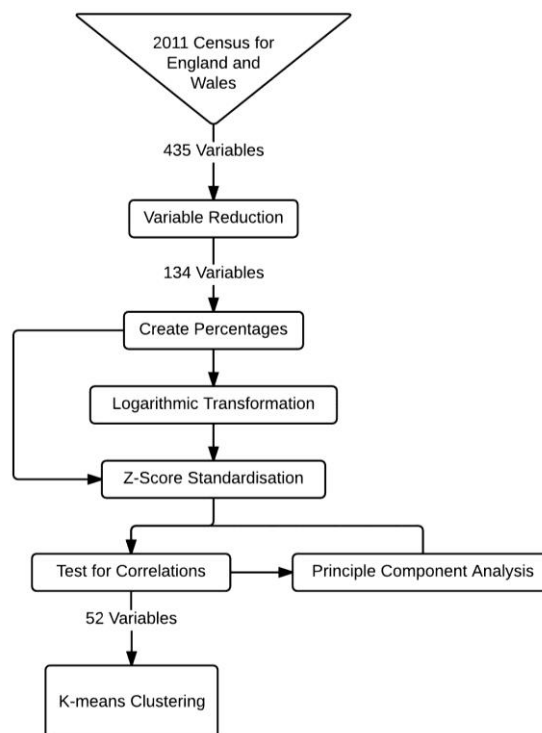 2011 Census for
England and
Wales
435 Variables
Variable Reduction
134 Variables
Create Percentages
Logarithmic Transformation
Z-Score Standardisation
Test for Correlations
Principle Component Analysis
52 Variables
K-means Clustering